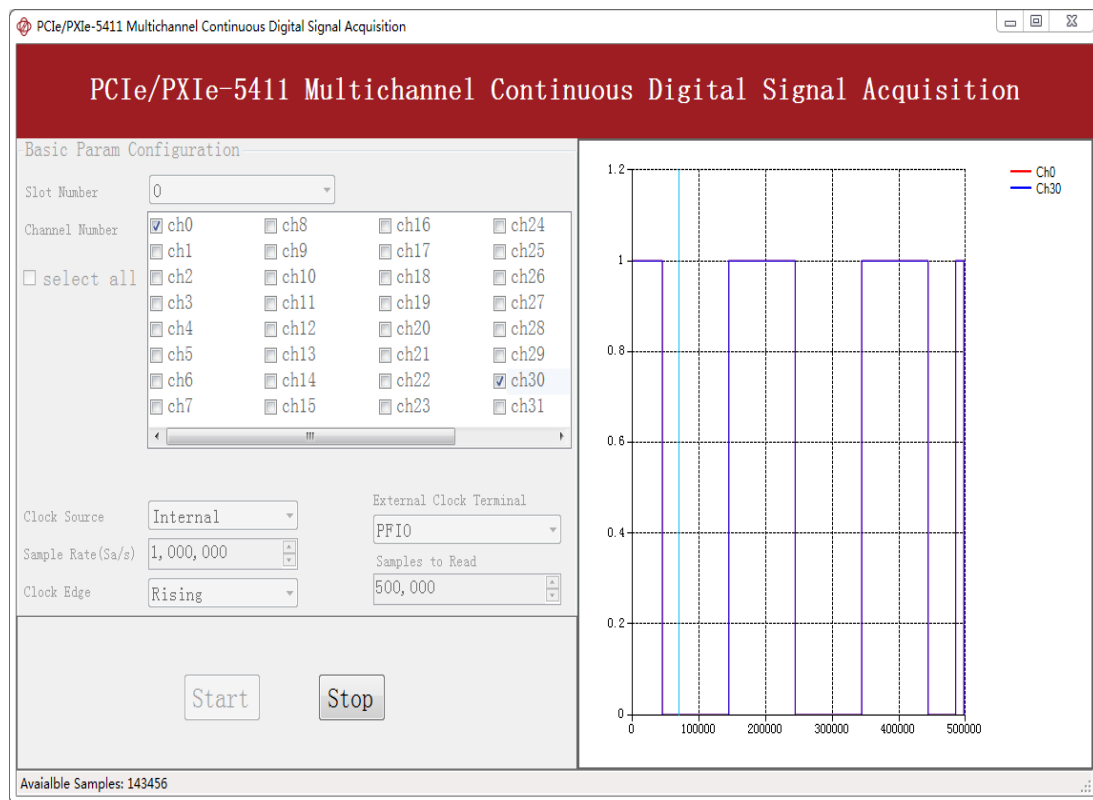 PCIe/PXIe-5411 Multichannel Continuous Digital Signal Acquisition
PCIe/PXIe-5411 Multichannel Continuous Digital Signal Acquisition
Basic Param Configuration
Slot Number 0
Channel Number
select all
ch0 ch8 ch16 ch24
ch1 ch9 ch17 ch25
ch2 ch10 ch18 ch26
ch3 ch11 ch19 ch27
ch4 ch12 ch20 ch28
ch5 ch13 ch21 ch29
ch6 ch14 ch22 ch30
ch7 ch15 ch23 ch31
Clock Source Internal
Sample Rate(Sa/s) 1,000,000
Clock Edge Rising
External Clock Terminal
PFI0
Samples to Read
500,000
Start Stop
1.2
1
0.8
0.6
0.4
0.2
0
0 100000 200000 300000 400000 500000
Ch0
Ch30
Avaialble Samples: 143456